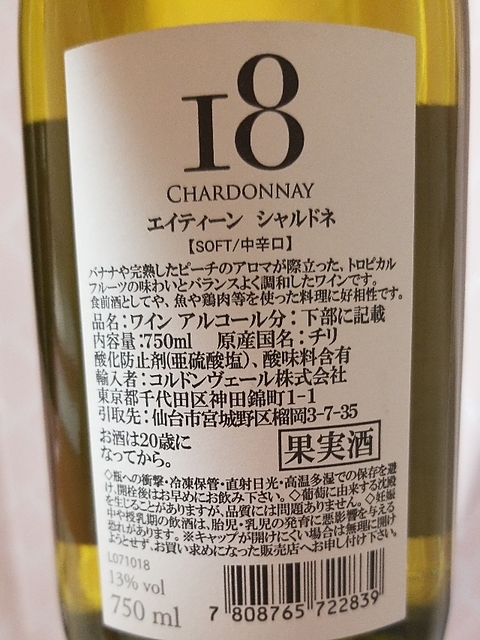 18
CHARDONNAY
エイティーン シャルドネ
【SOFT/中辛口】
バナナや完熟したピーチのアロマが際立った、トロピカル
フルーツの味わいとバランスよく調和したワインです。
食前酒としてや、魚や鶏肉等を使った料理に好相性です。
品名:ワイン アルコール分:下部に記載
内容量:750ml 原産国名:チリ
酸化防止剤(亜硫酸塩)、酸味料含有
輸入者:コルドンヴェール株式会社
東京都千代田区神田錦町1-1
引取先:仙台市宮城野区榴岡3-7-35
お酒は20歳に
なってから。
果実酒
◇瓶への衝撃・冷凍保管・直射日光・高温多湿での保存を避
け、開栓後はお早めにお飲み下さい。◇葡萄に由来する沈殿
を生じることがありますが、品質には問題ありません。◇妊娠
中や授乳期の飲酒は、胎児・乳児の発育に悪影響を与える
恐れがあります。※キャップが開けにくい場合は無理に開け
ようとせず、お買い求めになった販売店へお申し付け下さい。
L071018
13% vol
750 ml
7 808765 722839